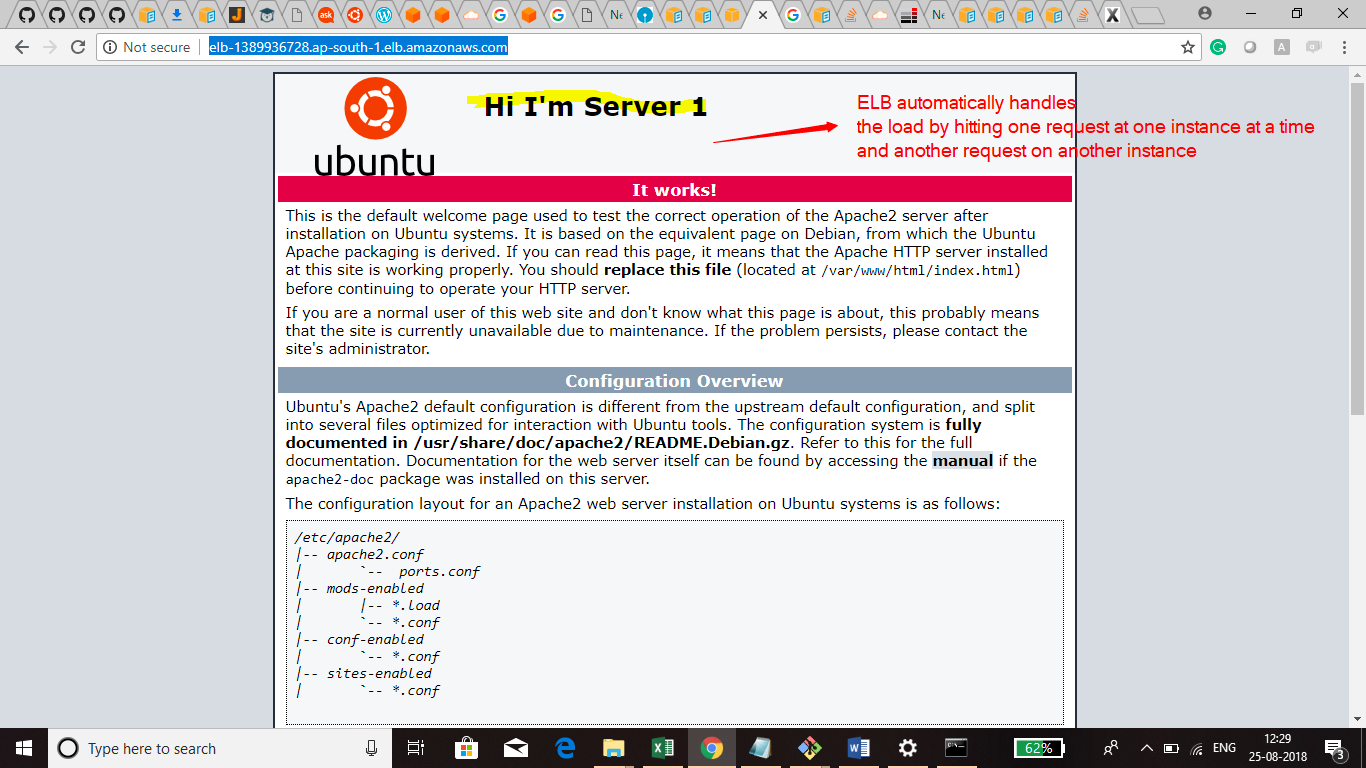 Not secure
elb-1389936728.ap-south-1.elb.amazonaws.com
ubuntu
Hi I'm Server 1
ELB automatically handles
the load by hitting one request at one instance at a time
and another request on another instance
It works!
This is the default welcome page used to test the correct operation of the Apache2 server after
installation on Ubuntu systems. It is based on the equivalent page on Debian, from which the Ubuntu
Apache packaging is derived. If you can read this page, it means that the Apache HTTP server installed
at this site is working properly. You should replace this file (located at /var/www/html/index.html)
before continuing to operate your HTTP server.
If you are a normal user of this web site and don't know what this page is about, this probably means
that the site is currently unavailable due to maintenance. If the problem persists, please contact the
site's administrator.
Configuration Overview
Ubuntu's Apache2 default configuration is different from the upstream default configuration, and split
into several files optimized for interaction with Ubuntu tools. The configuration system is fully
documented in /usr/share/doc/apache2/README.Debian.gz. Refer to this for the full
documentation. Documentation for the web server itself can be found by accessing the manual if the
apache2-doc package was installed on this server.
The configuration layout for an Apache2 web server installation on Ubuntu systems is as follows:
/etc/apache2/
|-- apache2.conf
|       `--  ports.conf
|-- mods-enabled
|       |-- *.load
|       `-- *.conf
|-- conf-enabled
|       `-- *.conf
|-- sites-enabled
|       `-- *.conf
Type here to search
62%
ENG
12:29
25-08-2018
3